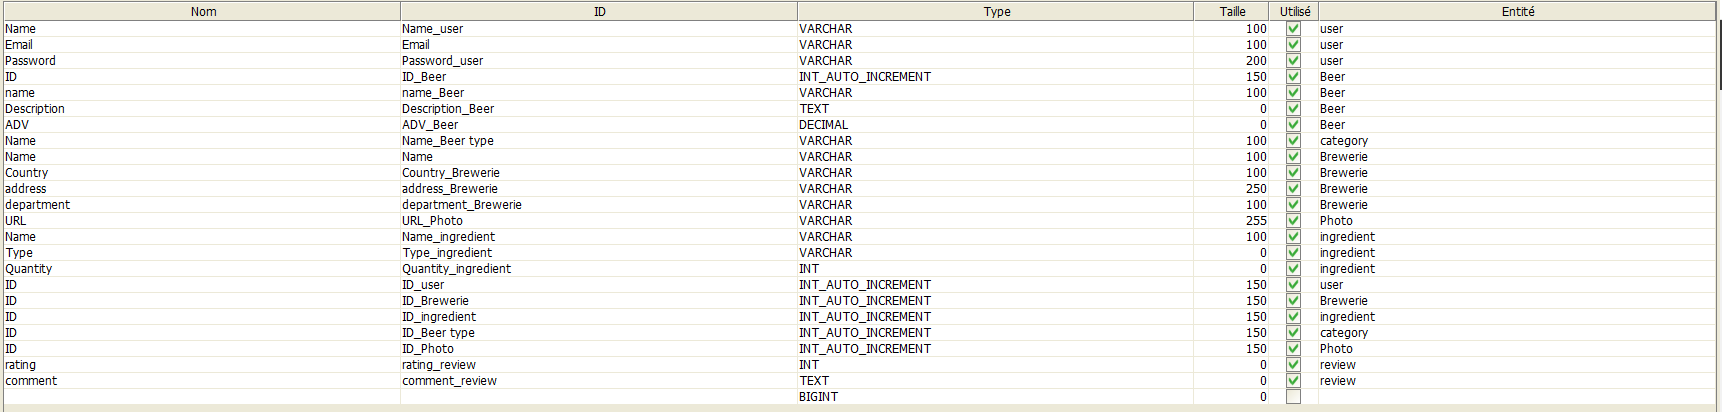 Nom ID Type Taille Utilisé Entité
Name Name_user VARCHAR 100 user
Email Email VARCHAR 100 user
Password Password_user VARCHAR 200 user
ID ID_Beer INT_AUTO_INCREMENT 150 Beer
name name_Beer VARCHAR 100 Beer
Description Description_Beer TEXT 0 Beer
ADV ADV_Beer DECIMAL 0 Beer
Name Name_Beer type VARCHAR 100 category
Name Name VARCHAR 100 Brewerie
Country Country_Brewerie VARCHAR 100 Brewerie
address address_Brewerie VARCHAR 250 Brewerie
department department_Brewerie VARCHAR 100 Brewerie
URL URL_Photo VARCHAR 255 Photo
Name Name_ingredient VARCHAR 100 ingredient
Type Type_ingredient VARCHAR 0 ingredient
Quantity Quantity_ingredient INT 0 ingredient
ID ID_user INT_AUTO_INCREMENT 150 user
ID ID_Brewerie INT_AUTO_INCREMENT 150 Brewerie
ID ID_ingredient INT_AUTO_INCREMENT 150 ingredient
ID ID_Beer type INT_AUTO_INCREMENT 150 category
ID ID_Photo INT_AUTO_INCREMENT 150 Photo
rating rating_review INT 0 review
comment comment_review TEXT 0 review
BIGINT 0